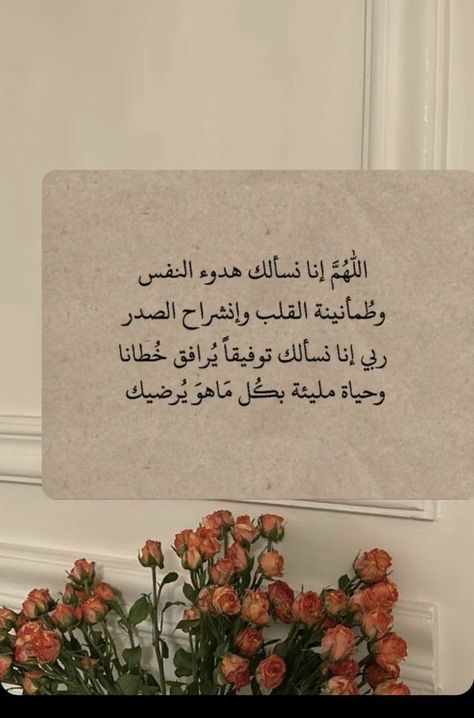 اللهُمَّ إنا نسألك هدوء النفس
وطُمأنينة القلب وإنشراح الصدر
ربي إنا نسألك توفيقاً يُرافق خُطانا
وحياة مليئة بكُل مَاهوَ يُرضيك